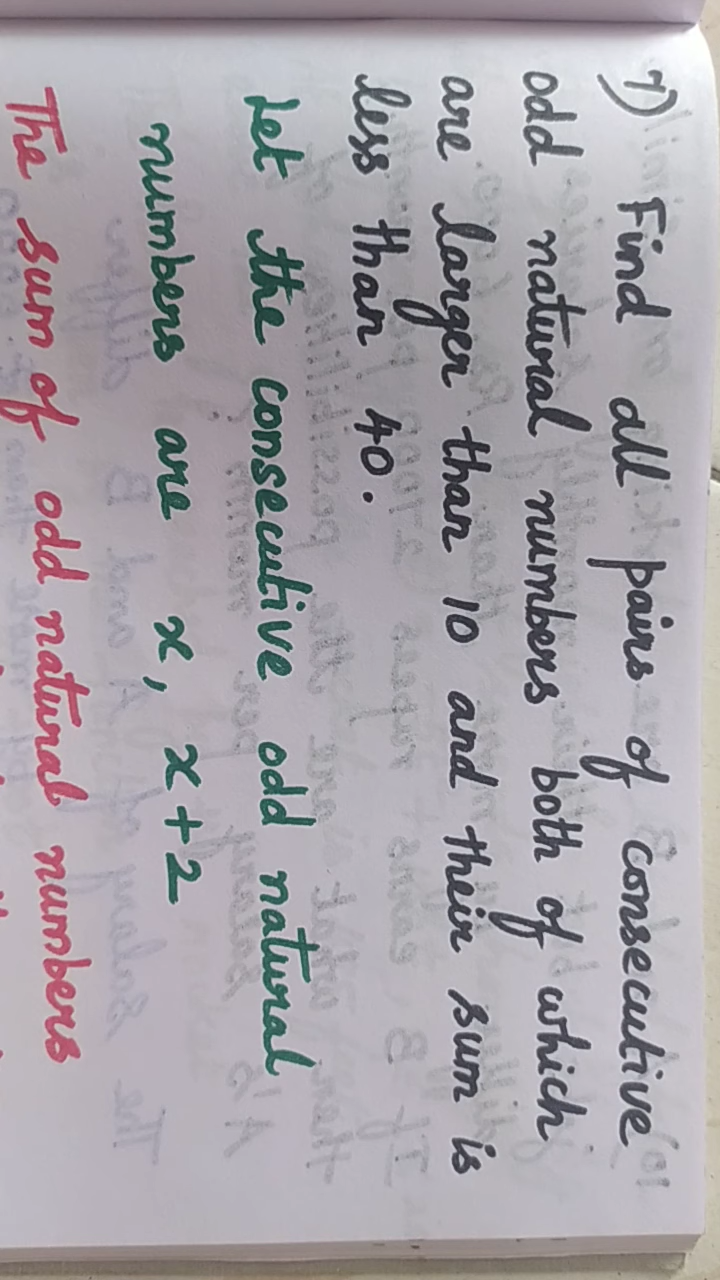 7) Find all pairs of consecutive
odd natural numbers both of which
are larger than 10 and their sum is
less than 40.
Let the consecutive odd natural
numbers are x, x+2
The sum of odd natural numbers